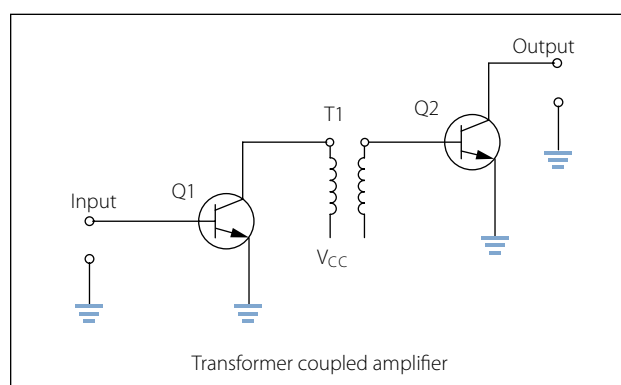 Output
T1
Q2
Q1
Input
VCC
Transformer coupled amplifier